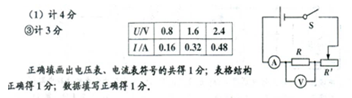 (1) 计4分
③计3分
U/V 0.8 1.6 2.4
I/A 0.16 0.32 0.48
S
A
R
R'
V
正确填画出电压表、电流表符号的共得1分；表格结构
正确得1分；数据填写正确得1分。